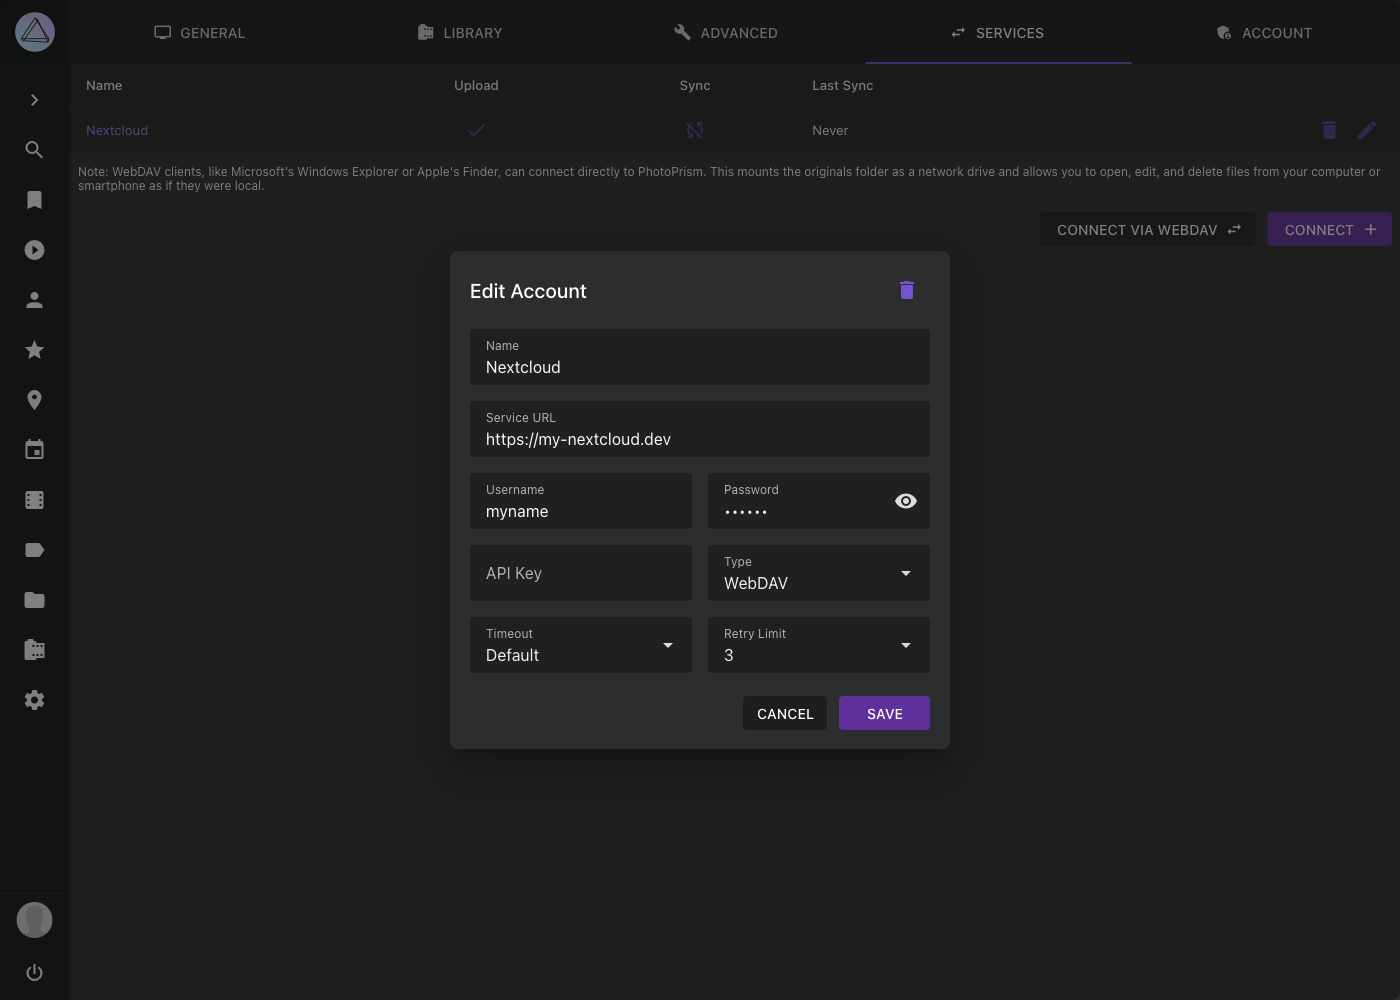 GENERAL
LIBRARY
ADVANCED
SERVICES
ACCOUNT
Name Upload Sync Last Sync
Nextcloud Never
Note: WebDAV clients, like Microsoft's Windows Explorer or Apple's Finder, can connect directly to PhotoPrism. This mounts the originals folder as a network drive and allows you to open, edit, and delete files from your computer or
smartphone as if they were local.
CONNECT VIA WEBDAV
CONNECT
Edit Account
Name
Nextcloud
Service URL
https://my-nextcloud.dev
Username
myname
Password
••••••
API Key
Type
WebDAV
Timeout
Default
Retry Limit
3
CANCEL
SAVE